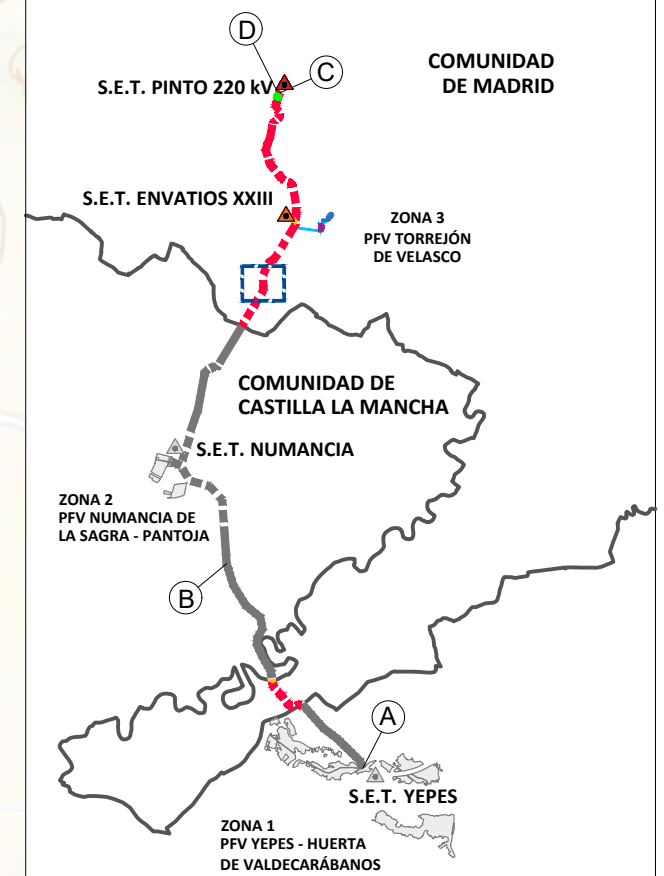 D
C
COMUNIDAD
DE MADRID
S.E.T. PINTO 220 kV
S.E.T. ENVATIOS XXIII
ZONA 3
PFV TORREJÓN
DE VELASCO
COMUNIDAD DE
CASTILLA LA MANCHA
S.E.T. NUMANCIA
ZONA 2
PFV NUMANCIA DE
LA SAGRA - PANTOJA
B
A
S.E.T. YEPES
ZONA 1
PFV YEPES - HUERTA
DE VALDECARÁBANOS